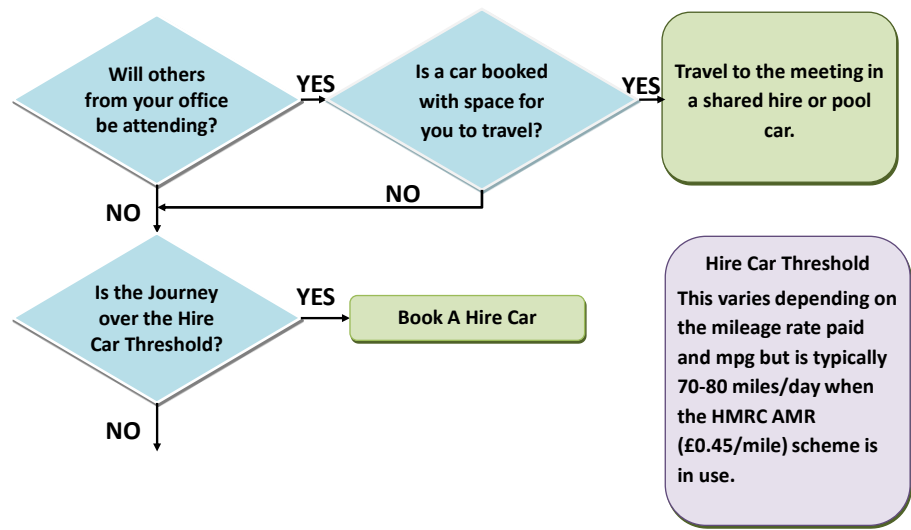 Will others
from your office
be attending?
YES
Is a car booked
with space for
you to travel?
YES
Travel to the meeting in
a shared hire or pool
car.
NO
NO
Is the Journey
over the Hire
Car Threshold?
YES
Book A Hire Car
NO
Hire Car Threshold
This varies depending on
the mileage rate paid
and mpg but is typically
70-80 miles/day when
the HMRC AMR
(£0.45/mile) scheme is
in use.